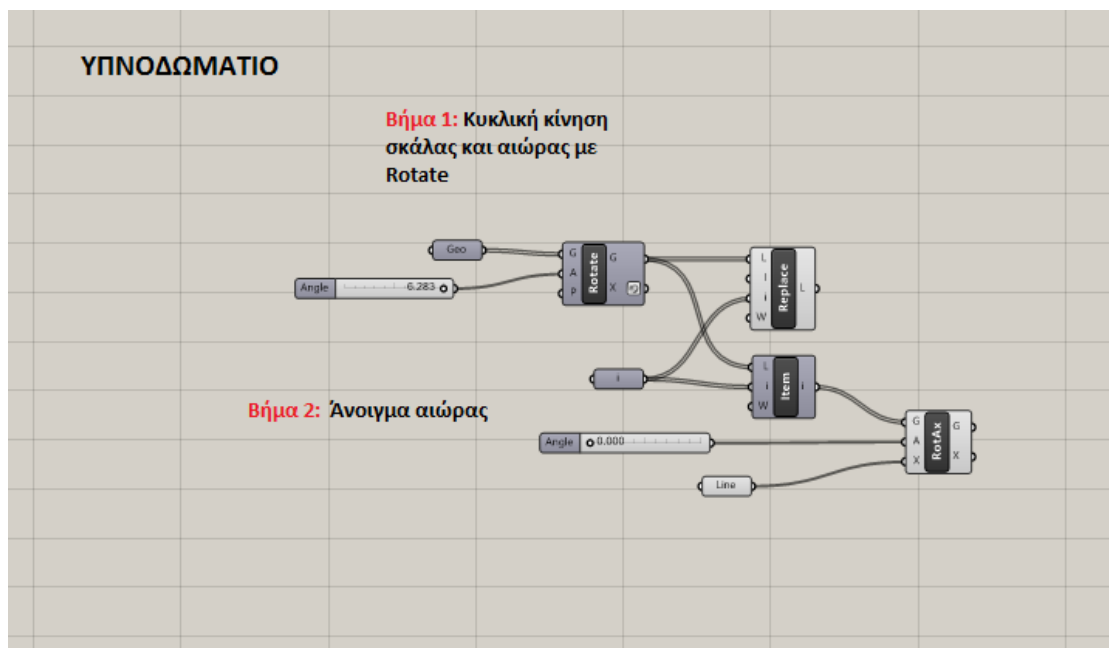 ΥΠΝΟΔΩΜΑΤΙΟ
Βήμα 1: Κυκλική κίνηση
σκάλας και αιώρας με
Rotate
Geo
G
A
P
Rotate
G
X
Angle
6.283
L
I
i
W
Replace
L
i
L
i
W
Item
i
Βήμα 2: Άνοιγμα αιώρας
G
A
X
RotAx
G
X
Angle
0.000
Line